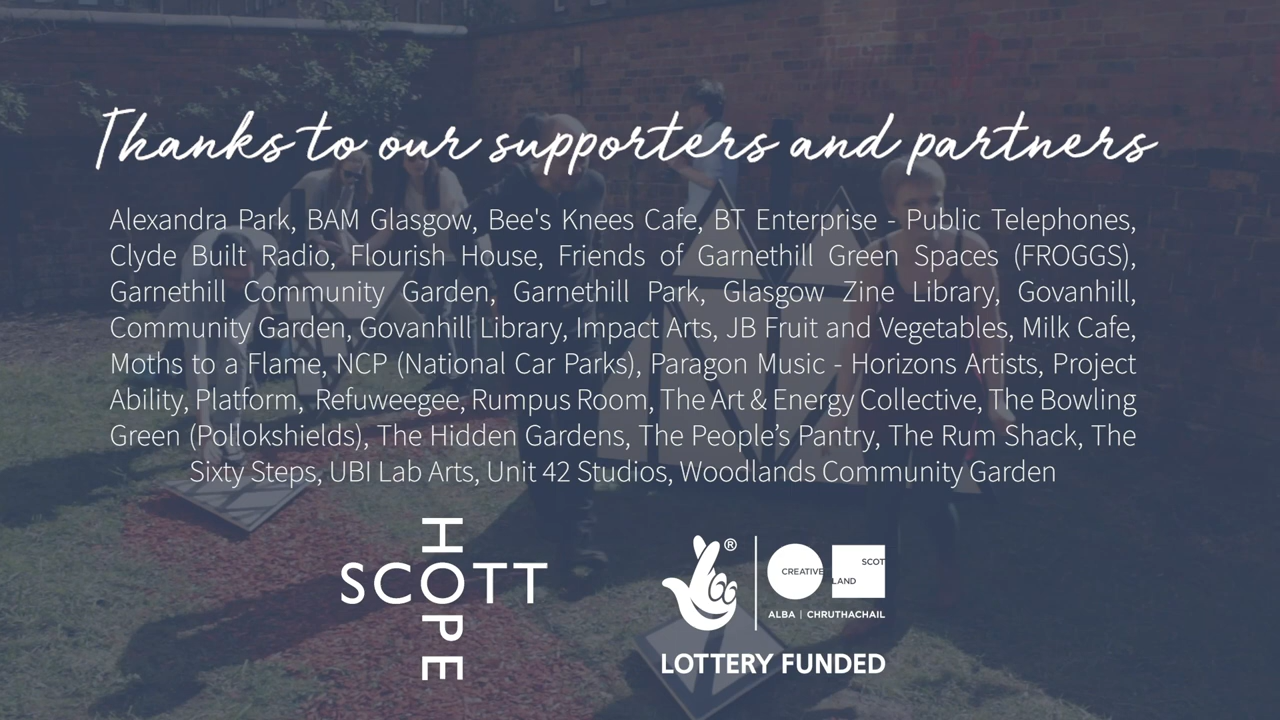 Thanks to our supporters and partners
Alexandra Park, BAM Glasgow, Bee's Knees Cafe, BT Enterprise - Public Telephones,
Clyde Built Radio, Flourish House, Friends of Garnethill Green Spaces (FROGGS),
Garnethill Community Garden, Garnethill Park, Glasgow Zine Library, Govanhill,
Community Garden, Govanhill Library, Impact Arts, JB Fruit and Vegetables, Milk Cafe,
Moths to a Flame, NCP (National Car Parks), Paragon Music - Horizons Artists, Project
Ability, Platform, Refuweegee, Rumpus Room, The Art & Energy Collective, The Bowling
Green (Pollokshields), The Hidden Gardens, The People’s Pantry, The Rum Shack, The
Sixty Steps, UBI Lab Arts, Unit 42 Studios, Woodlands Community Garden
HOPE
SCOTT
®
CREATIVE
SCOT
LAND
ALBA | CHRUTHACHAIL
LOTTERY FUNDED